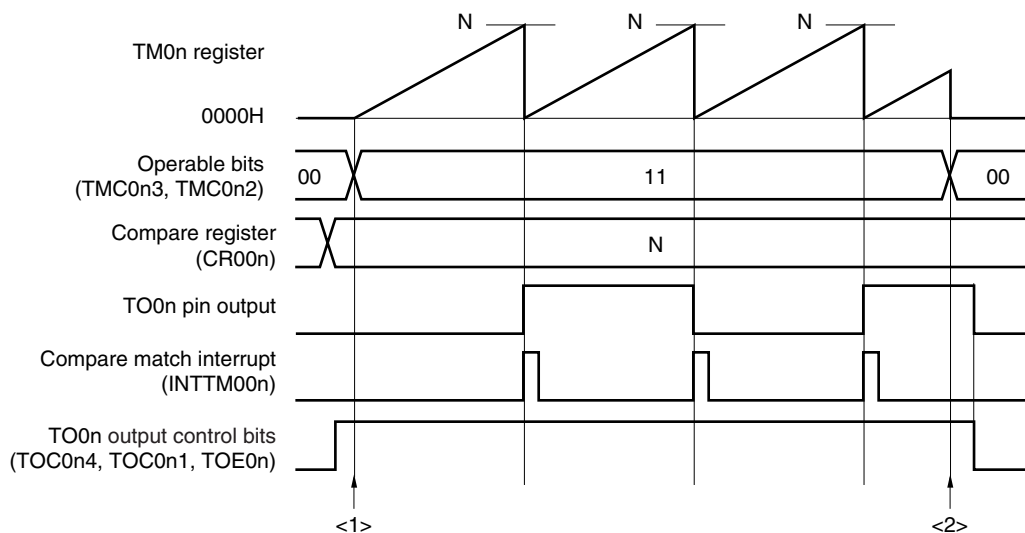 N N N
TM0n register
0000H
Operable bits
(TMC0n3, TMC0n2)
00 11 00
Compare register
(CR00n)
N
TO0n pin output
Compare match interrupt
(INTTM00n)
TO0n output control bits
(TOC0n4, TOC0n1, TOE0n)
<1> <2>